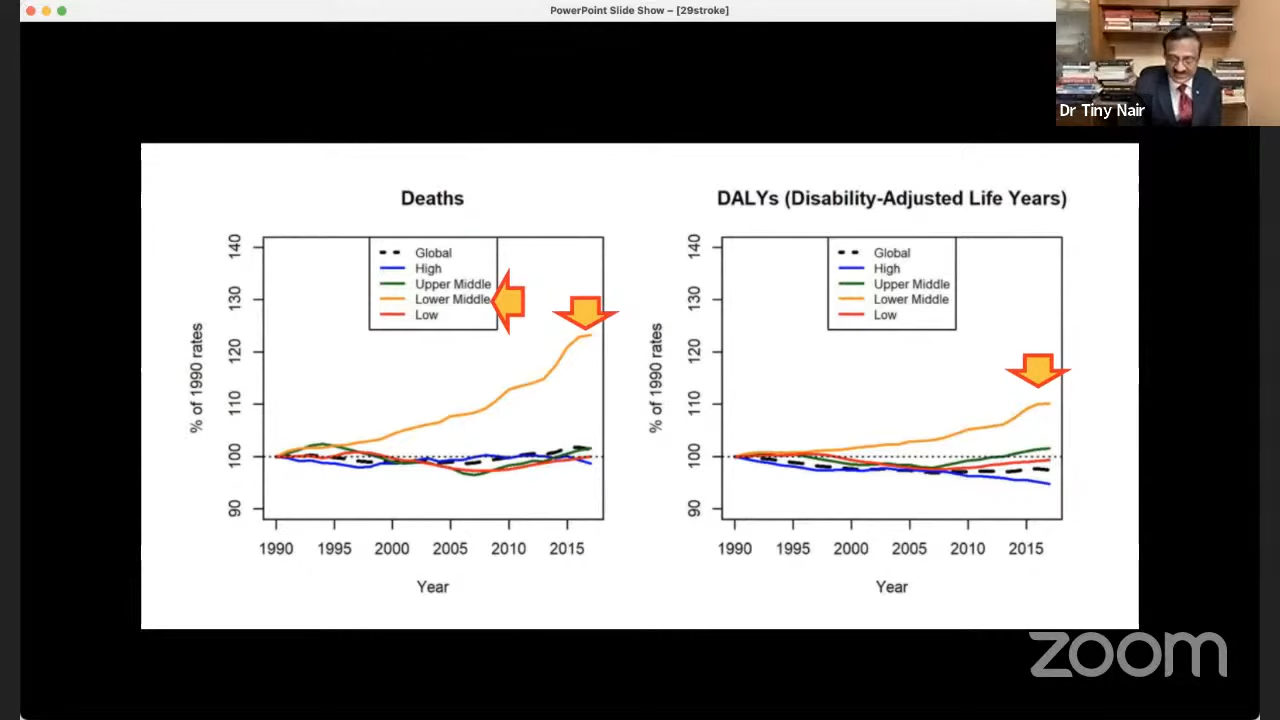 PowerPoint Slide Show – [29stroke]
Dr Tiny Nair
Deaths
Global
High
Upper Middle
Lower Middle
Low
% of 1990 rates
140
130
120
110
100
90
1990 1995 2000 2005 2010 2015
Year
DALYs (Disability-Adjusted Life Years)
Global
High
Upper Middle
Lower Middle
Low
% of 1990 rates
140
130
120
110
100
90
1990 1995 2000 2005 2010 2015
Year
zoom